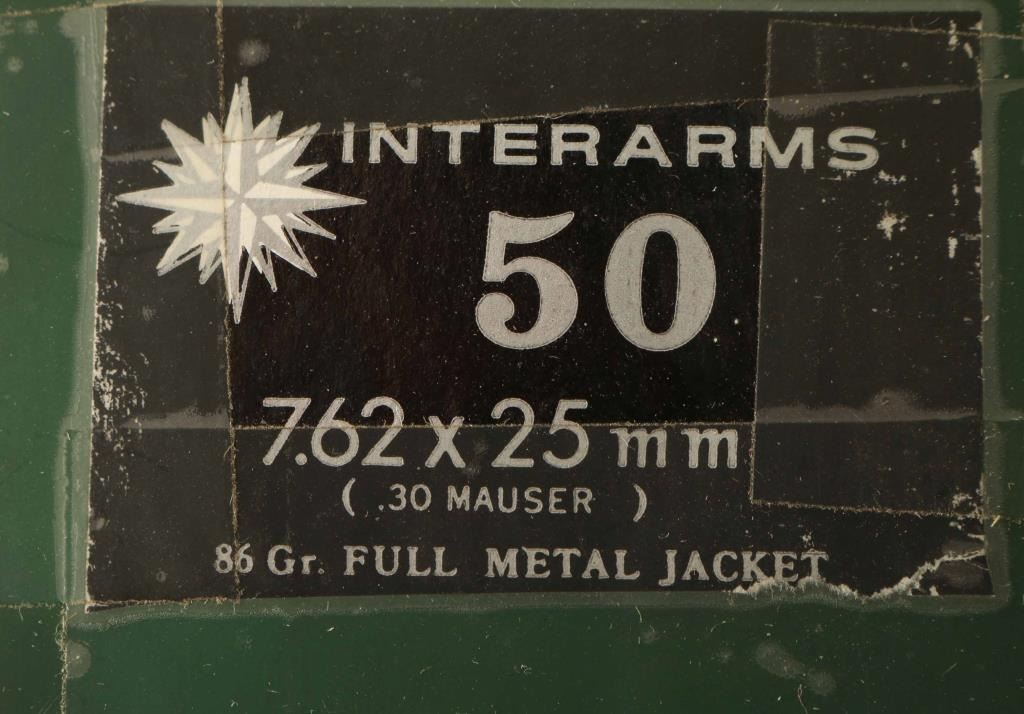 INTERARMS
50
7.62 x 25 mm
( .30 MAUSER )
86 Gr. FULL METAL JACKET